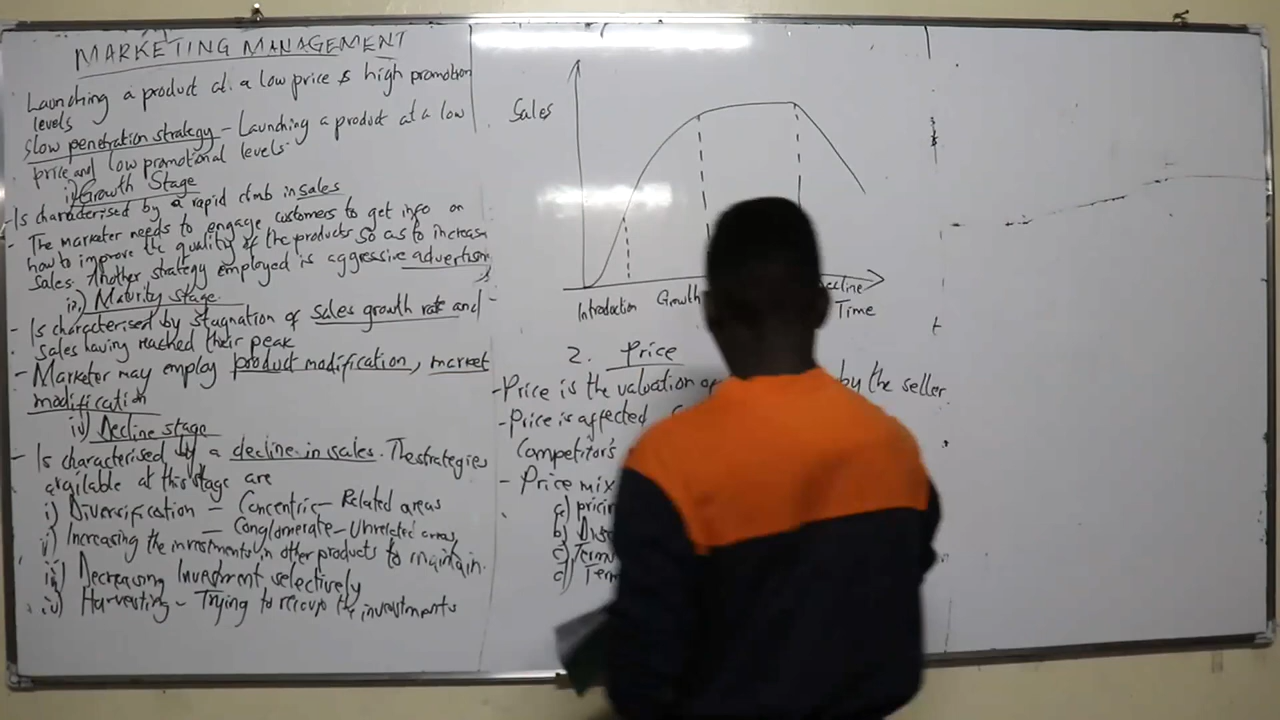 MARKETING MANAGEMENT
Launching a product at a low price & high promotion
levels
Slow penetration strategy - Launching a product at a low
price and low promotional levels.
Growth Stage
- Is characterised by a rapid climb in sales
- The marketer needs to engage customers to get info on
how to improve the quality of the products so as to increase
sales. Another strategy employed is aggressive
iii) Maturity stage
- Is characterised by stagnation of sales growth rate and -
sales having reached their peak
- Marketer may employ product modification, market
modification
iv) Decline stage
- Is characterised by a decline in sales. The strategies
available at this stage are
i) Diversification - Concentric - Related areas
- Conglomerate - Unrelated areas
ii) Increasing the investments in other products to maintain.
iii) Decreasing Investment selectively
iv) Harvesting - Trying to recoup the investments
Sales
Introduction Growth
Time
2. Price
- Price is the valuation by the seller
- Price is affected
Competitor's
- Price mix
a)
b)
c)
d)